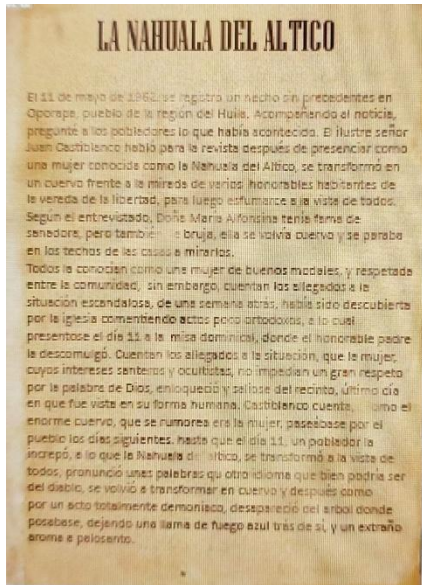 LA NAHUALA DEL ALTICO
El 11 de mayo de 1962, se registro un hecho sin precedentes en
Oporapa, pueblo de la región del Huila. Acompañando al noticia,
pregunté a los pobladores lo que había acontecido. El ilustre señor
Juan Castiblanco hablo para la revista después de presenciar como
una mujer conocida como la Nahuala del Altico, se transformó en
un cuervo frente a la mirada de varios honorables habitantes de
la vereda de la libertad, para luego esfumarce a la vista de todos.
Según el entrevistado, Doña Maria Alfonsina tenía fama de
sanadora, pero también bruja, ella se volvía cuervo y se paraba
en los techos de las casas a mirarlos.
Todos la conocían como una mujer de buenos modales, y respetada
entre la comunidad, sin embargo, cuentan los allegados a la
situación escandalosa, de una semana atrás, había sido descubierta
por la iglesia comentiendo actos poco ortodoxos, a lo cual
presentose el día 11 a la misa dominical, donde el honorable padre
la descomulgó. Cuentan los allegados a la situación, que la mujer,
cuyos intereses santeros y ocultistas, no impedían un gran respeto
por la palabra de Dios, enloqueció y saliose del recinto, último día
en que fue vista en su forma humana. Castiblanco cuenta, como el
enorme cuervo, que se rumorea era la mujer, paseabase por el
pueblo los días siguientes. hasta que el día 11, un poblador la
increpó, a lo que la Nahuala se transformó a la vista de
todos, pronunció unas palabras qu otro idioma que bien podría ser
del diablo, se volvió a transformar en cuervo y después como
por un acto totalmente demoníaco, desapareció del arbol donde
posabase, dejando una llama de fuego azul tras de sí, y un extraño
aroma a palosanto.